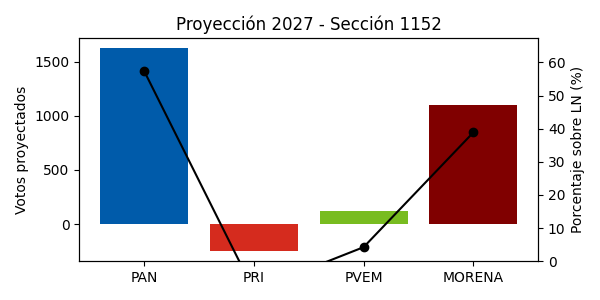 Proyección 2027 - Sección 1152
Votos proyectados
1500
1000
500
0
60
50
40
30
20
10
0
Porcentaje sobre LN (%)
PAN PRI PVEM MORENA